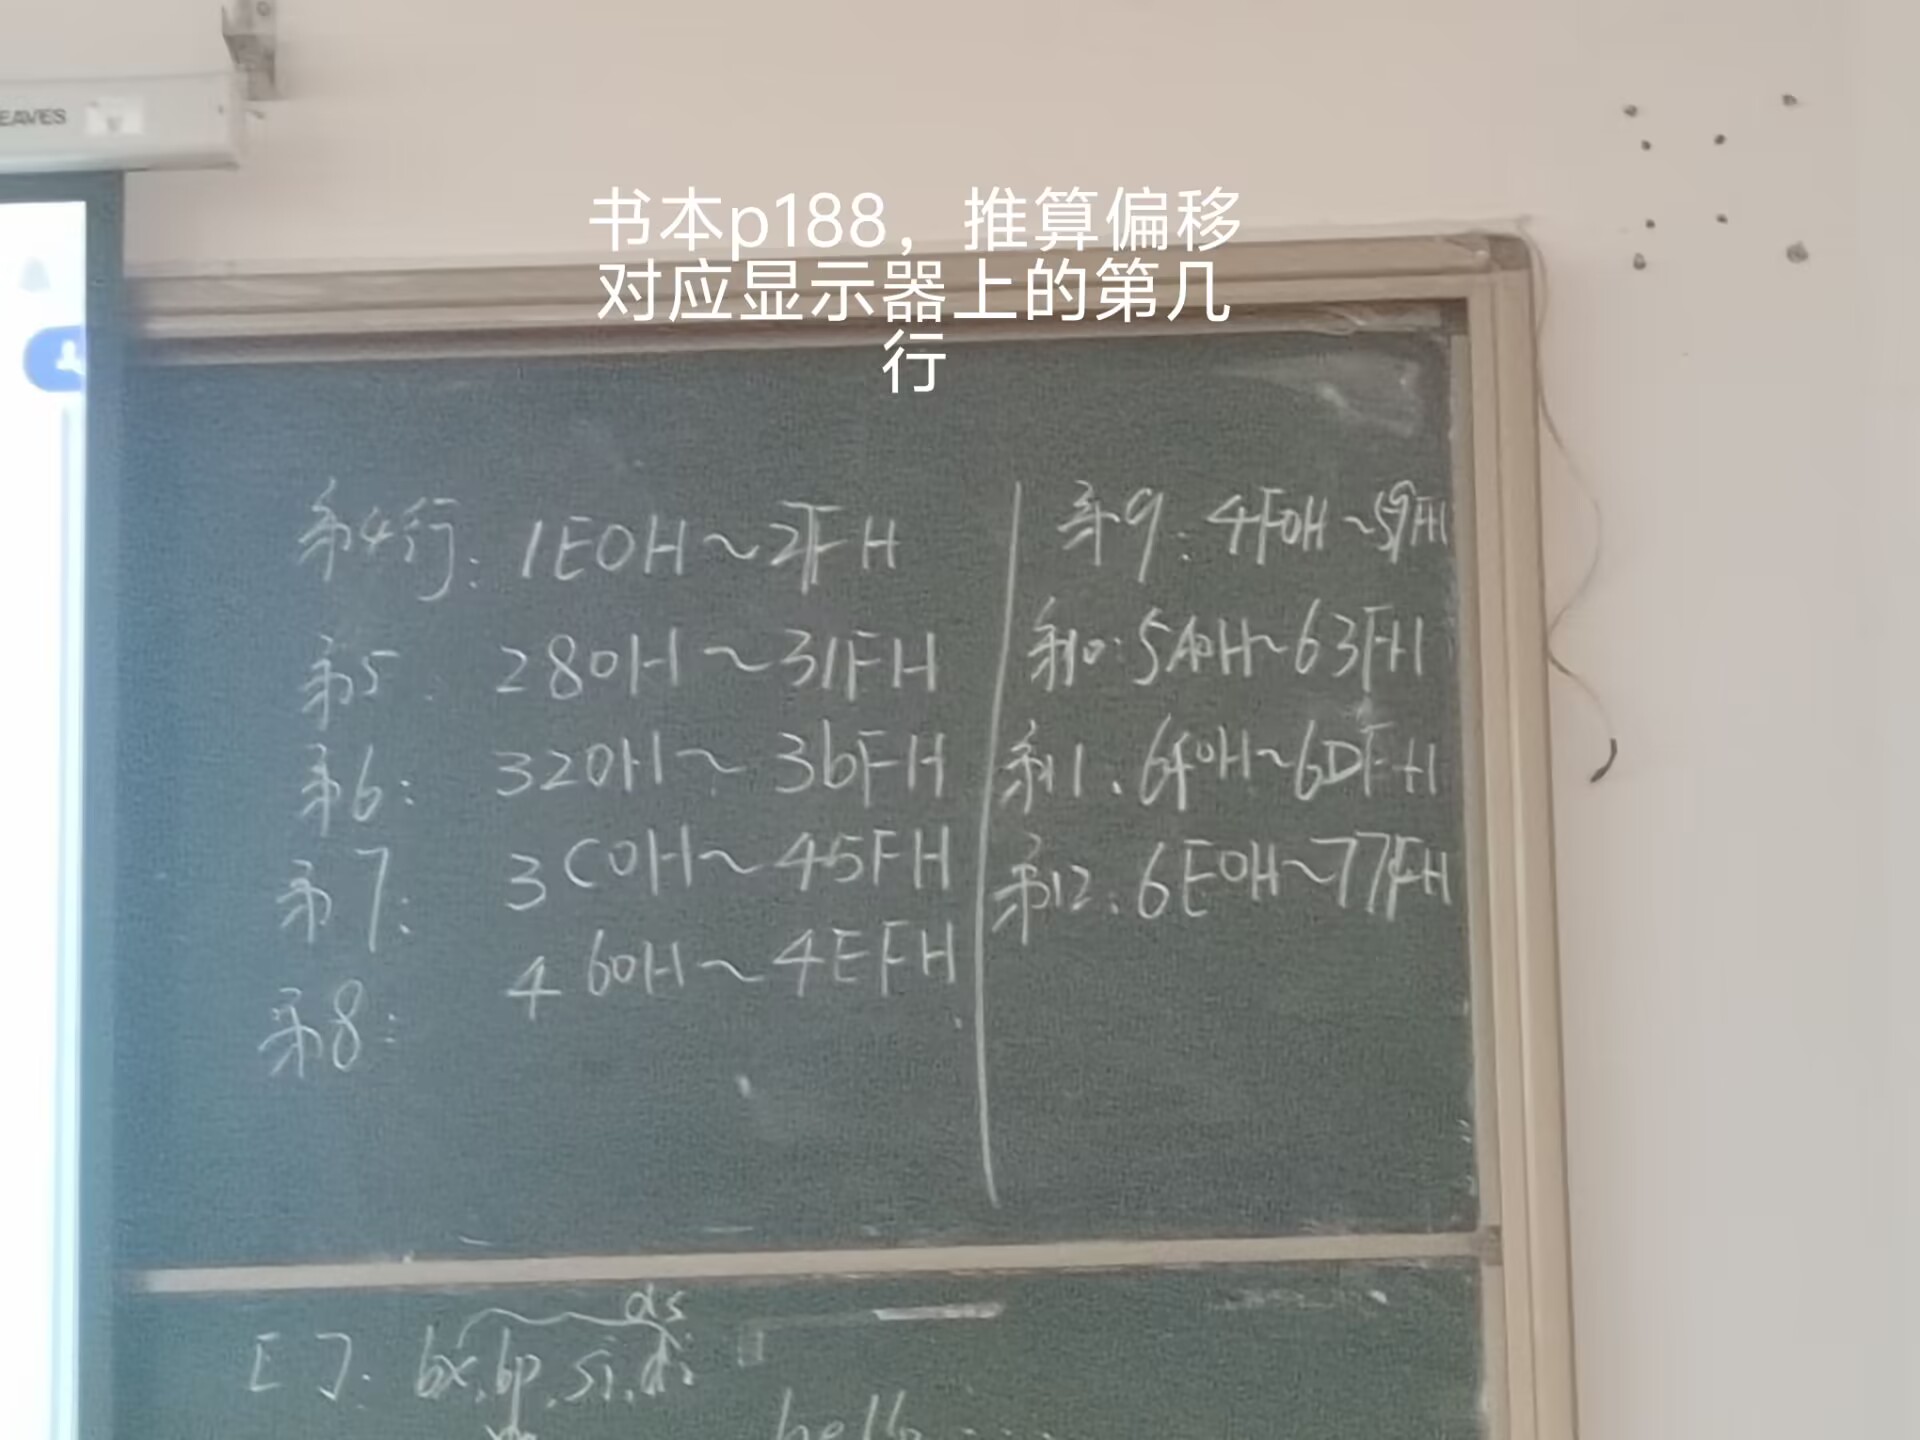 EAVES
书本p188，推算偏移
对应显示器上的第几
行
第4行：1E0H～27FH
第5： 280H～31FH
第6： 320H～3bFH
第7： 3C0H～45FH
第8： 460H～4EFH
第9：4F0H～59FH
第10：5A0H～63FH
第11．640H～6DFH
第12．6E0H～77FH
ds
[ ]．bx.bp.si.di
hello....